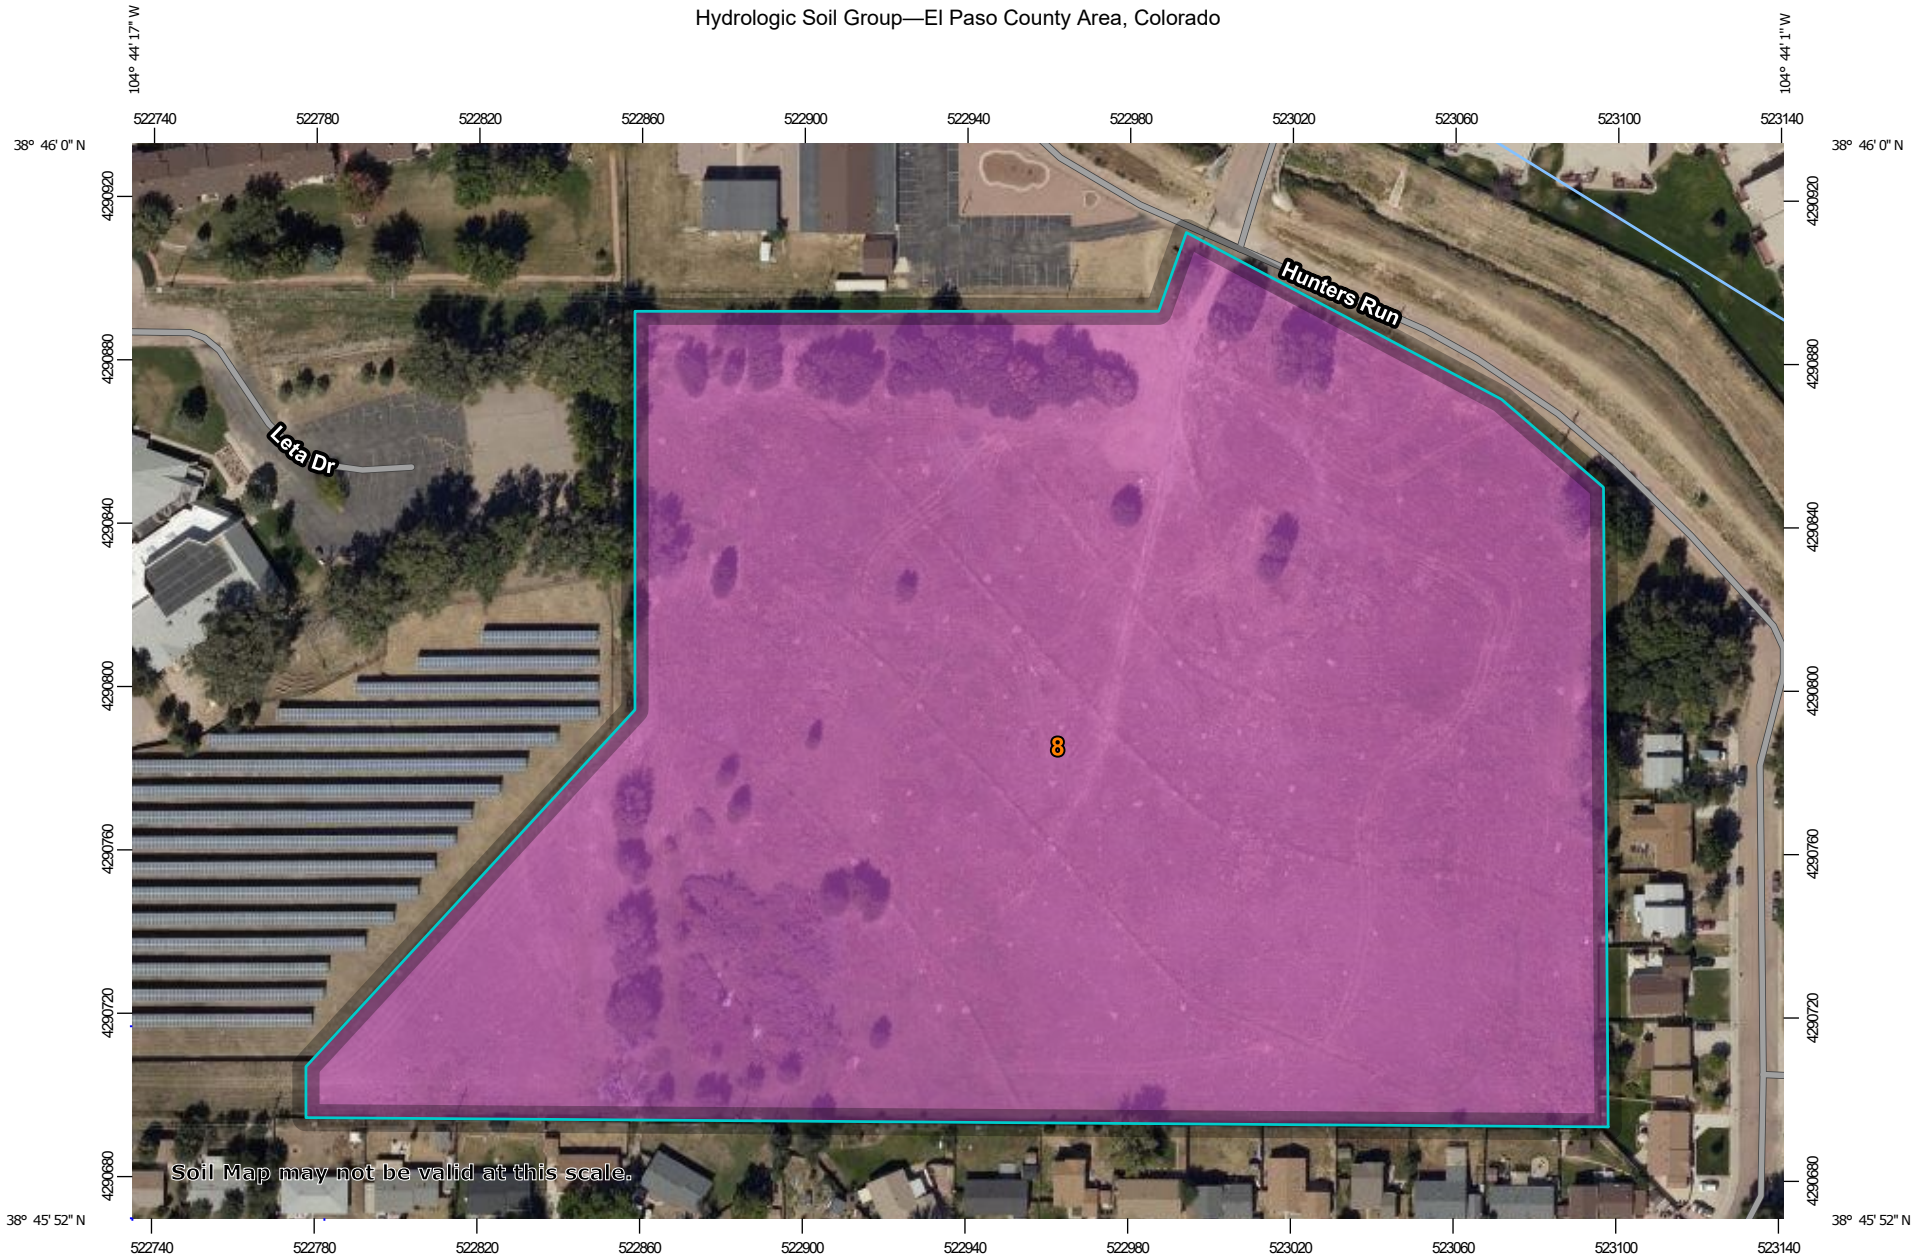 Hydrologic Soil Group—El Paso County Area, Colorado
104° 44' 17'' W
104° 44' 1'' W
522740 522780 522820 522860 522900 522940 522980 523020 523060 523100 523140
38° 46' 0'' N
38° 46' 0'' N
4290920
4290920
Hunters Run
4290880
4290880
Leta Dr
4290840
4290840
4290800
4290800
8
4290760
4290760
4290720
4290720
4290680
4290680
Soil Map may not be valid at this scale.
38° 45' 52'' N
38° 45' 52'' N
522740 522780 522820 522860 522900 522940 522980 523020 523060 523100 523140